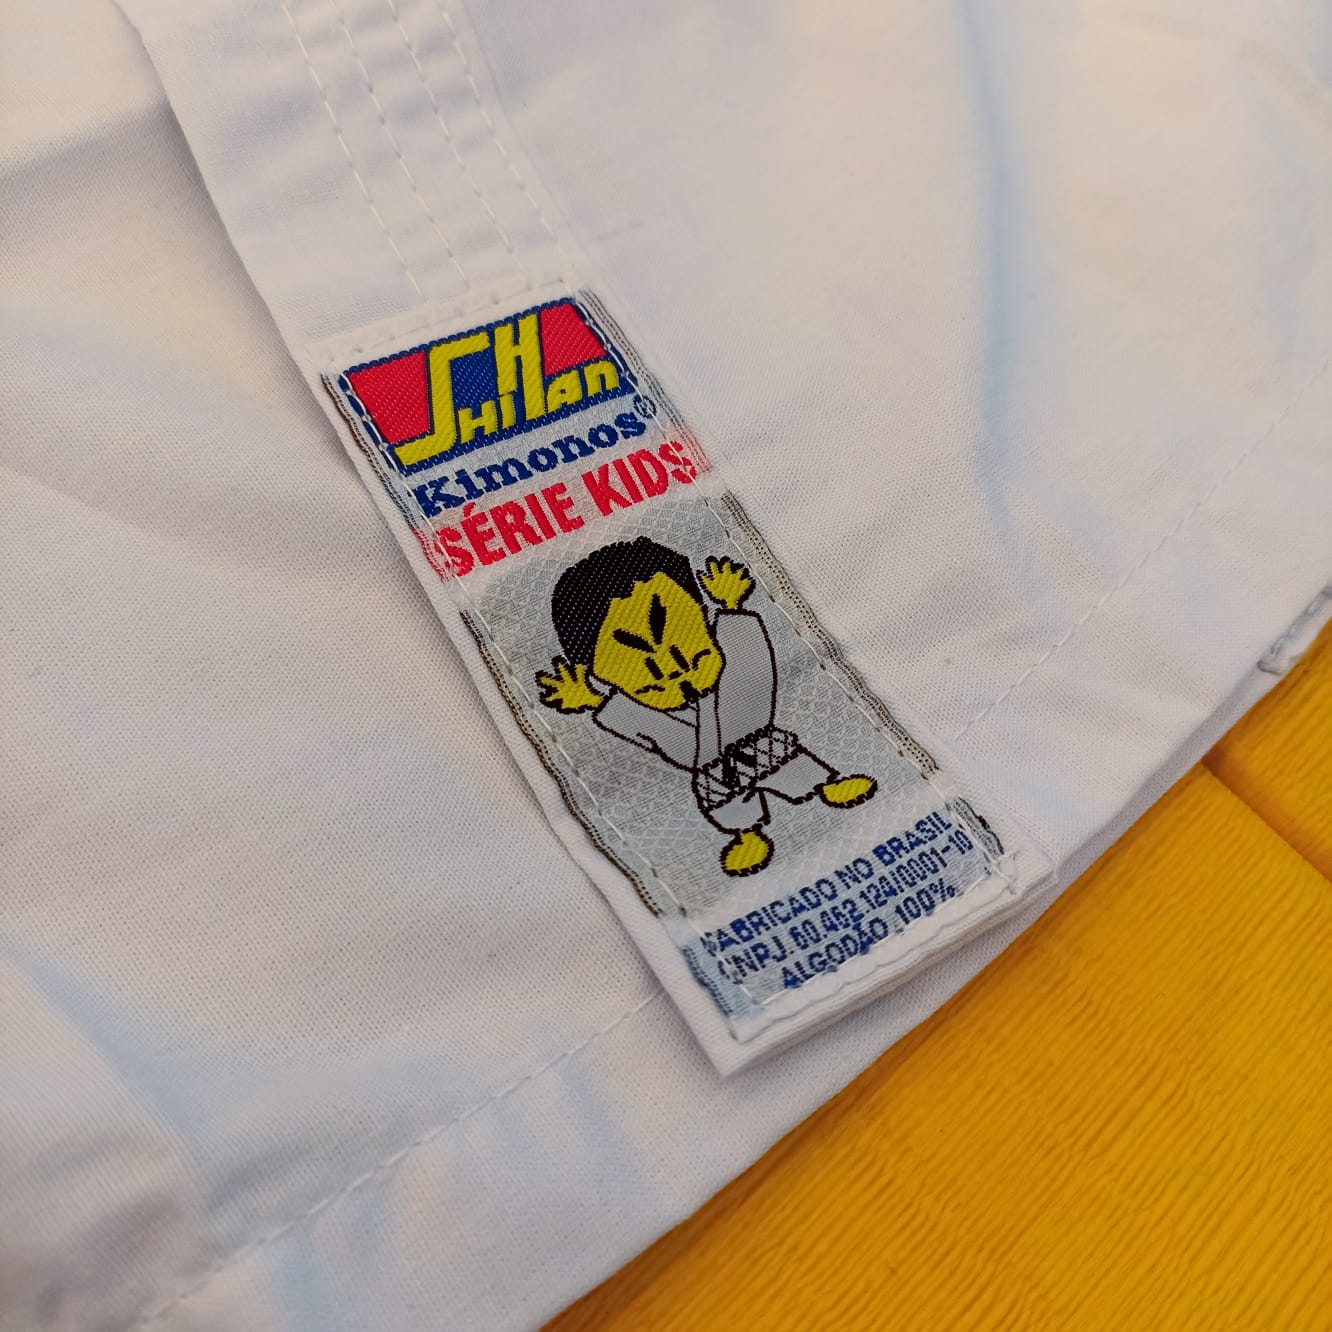 SHIHan
Kimonos®
SÉRIE KIDS
FABRICADO NO BRASIL
CNPJ. 60.462.124/0001-10
ALGODÃO 100%